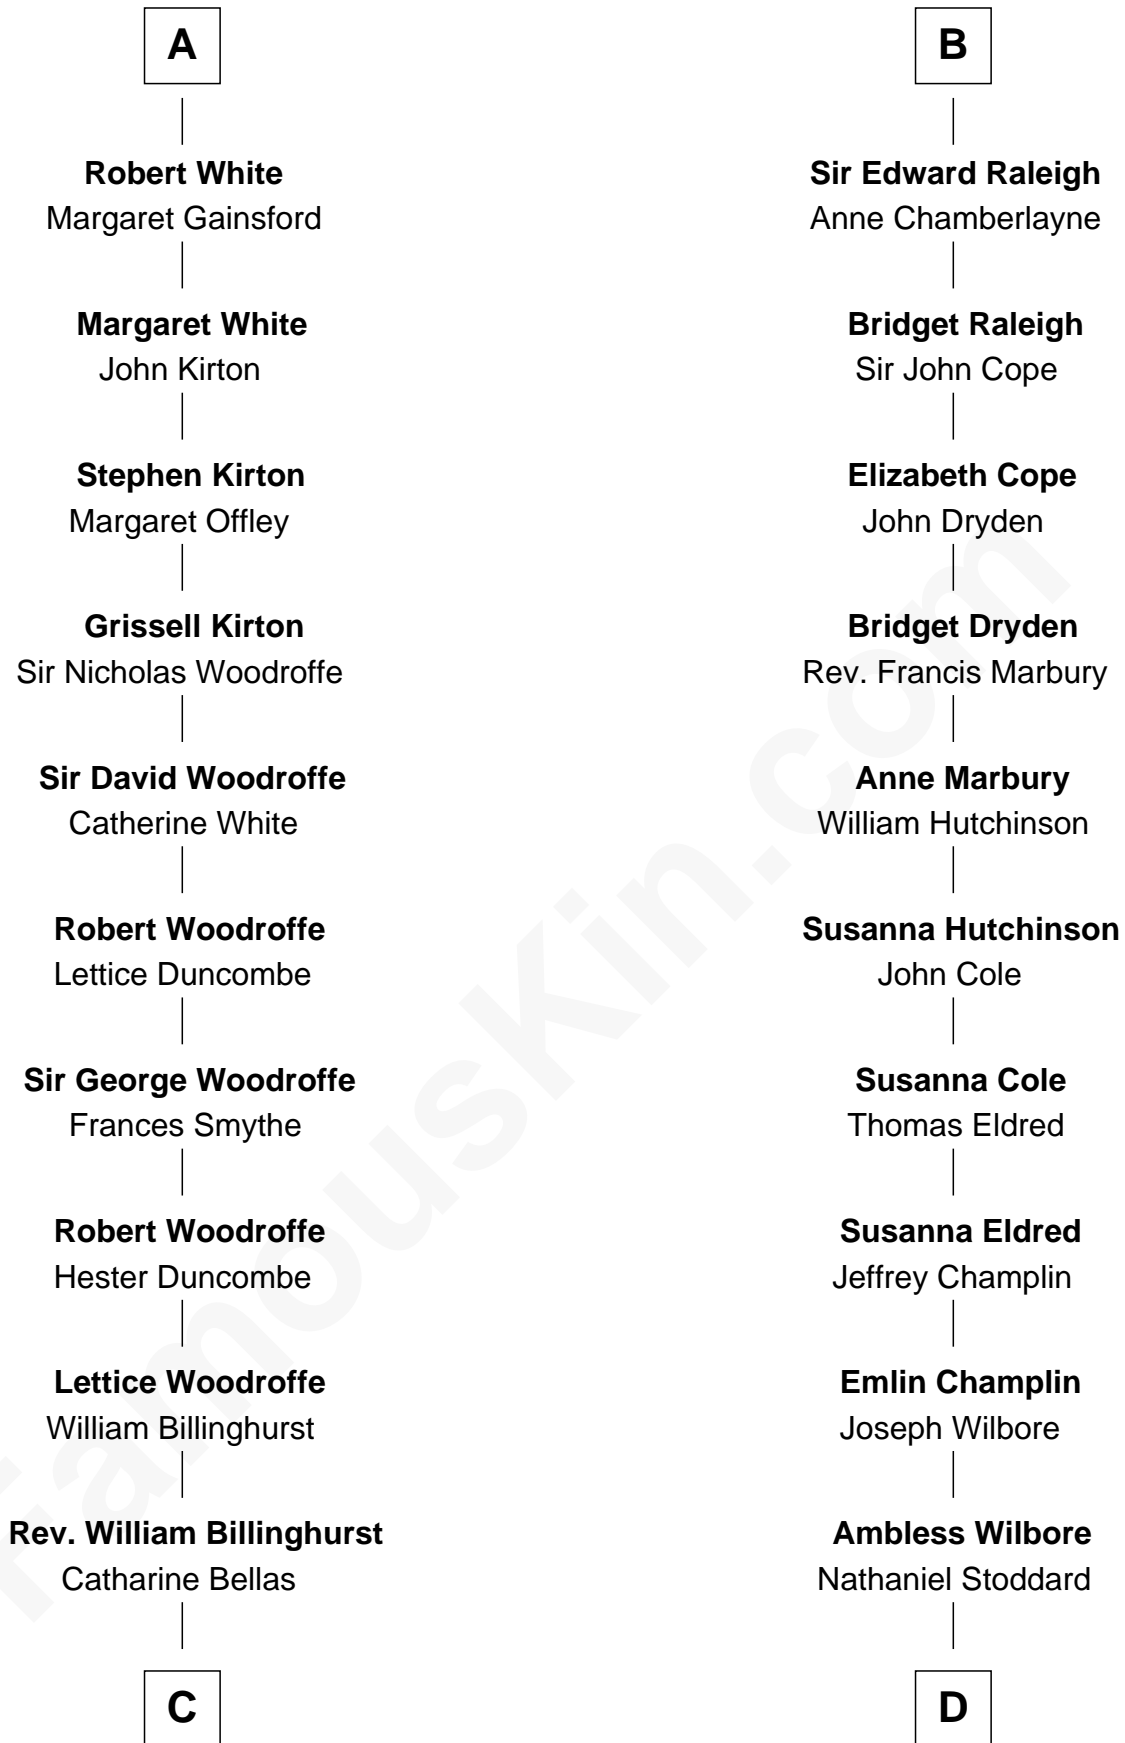 A
Robert White
Margaret Gainsford
Margaret White
John Kirton
Stephen Kirton
Margaret Offley
Grissell Kirton
Sir Nicholas Woodroffe
Sir David Woodroffe
Catherine White
Robert Woodroffe
Lettice Duncombe
Sir George Woodroffe
Frances Smythe
Robert Woodroffe
Hester Duncombe
Lettice Woodroffe
William Billinghurst
Rev. William Billinghurst
Catharine Bellas
C
B
Sir Edward Raleigh
Anne Chamberlayne
Bridget Raleigh
Sir John Cope
Elizabeth Cope
John Dryden
Bridget Dryden
Rev. Francis Marbury
Anne Marbury
William Hutchinson
Susanna Hutchinson
John Cole
Susanna Cole
Thomas Eldred
Susanna Eldred
Jeffrey Champlin
Emlin Champlin
Joseph Wilbore
Ambless Wilbore
Nathaniel Stoddard
D
FamousKin.com